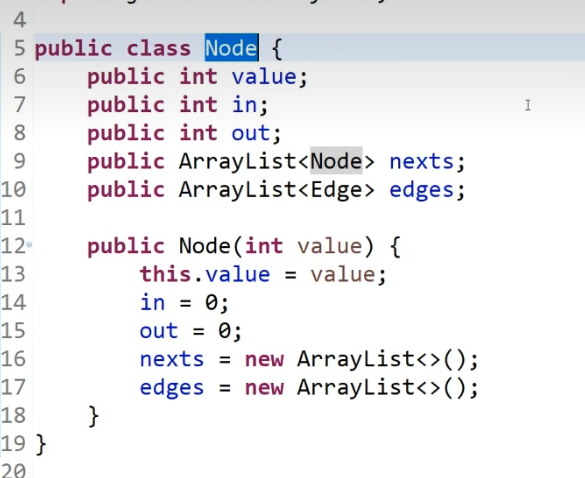 4
5 public class Node {
6 public int value;
7 public int in;
8 public int out;
9 public ArrayList<Node> nexts;
10 public ArrayList<Edge> edges;
11
12 public Node(int value) {
13 this.value = value;
14 in = 0;
15 out = 0;
16 nexts = new ArrayList<>();
17 edges = new ArrayList<>();
18 }
19 }
20